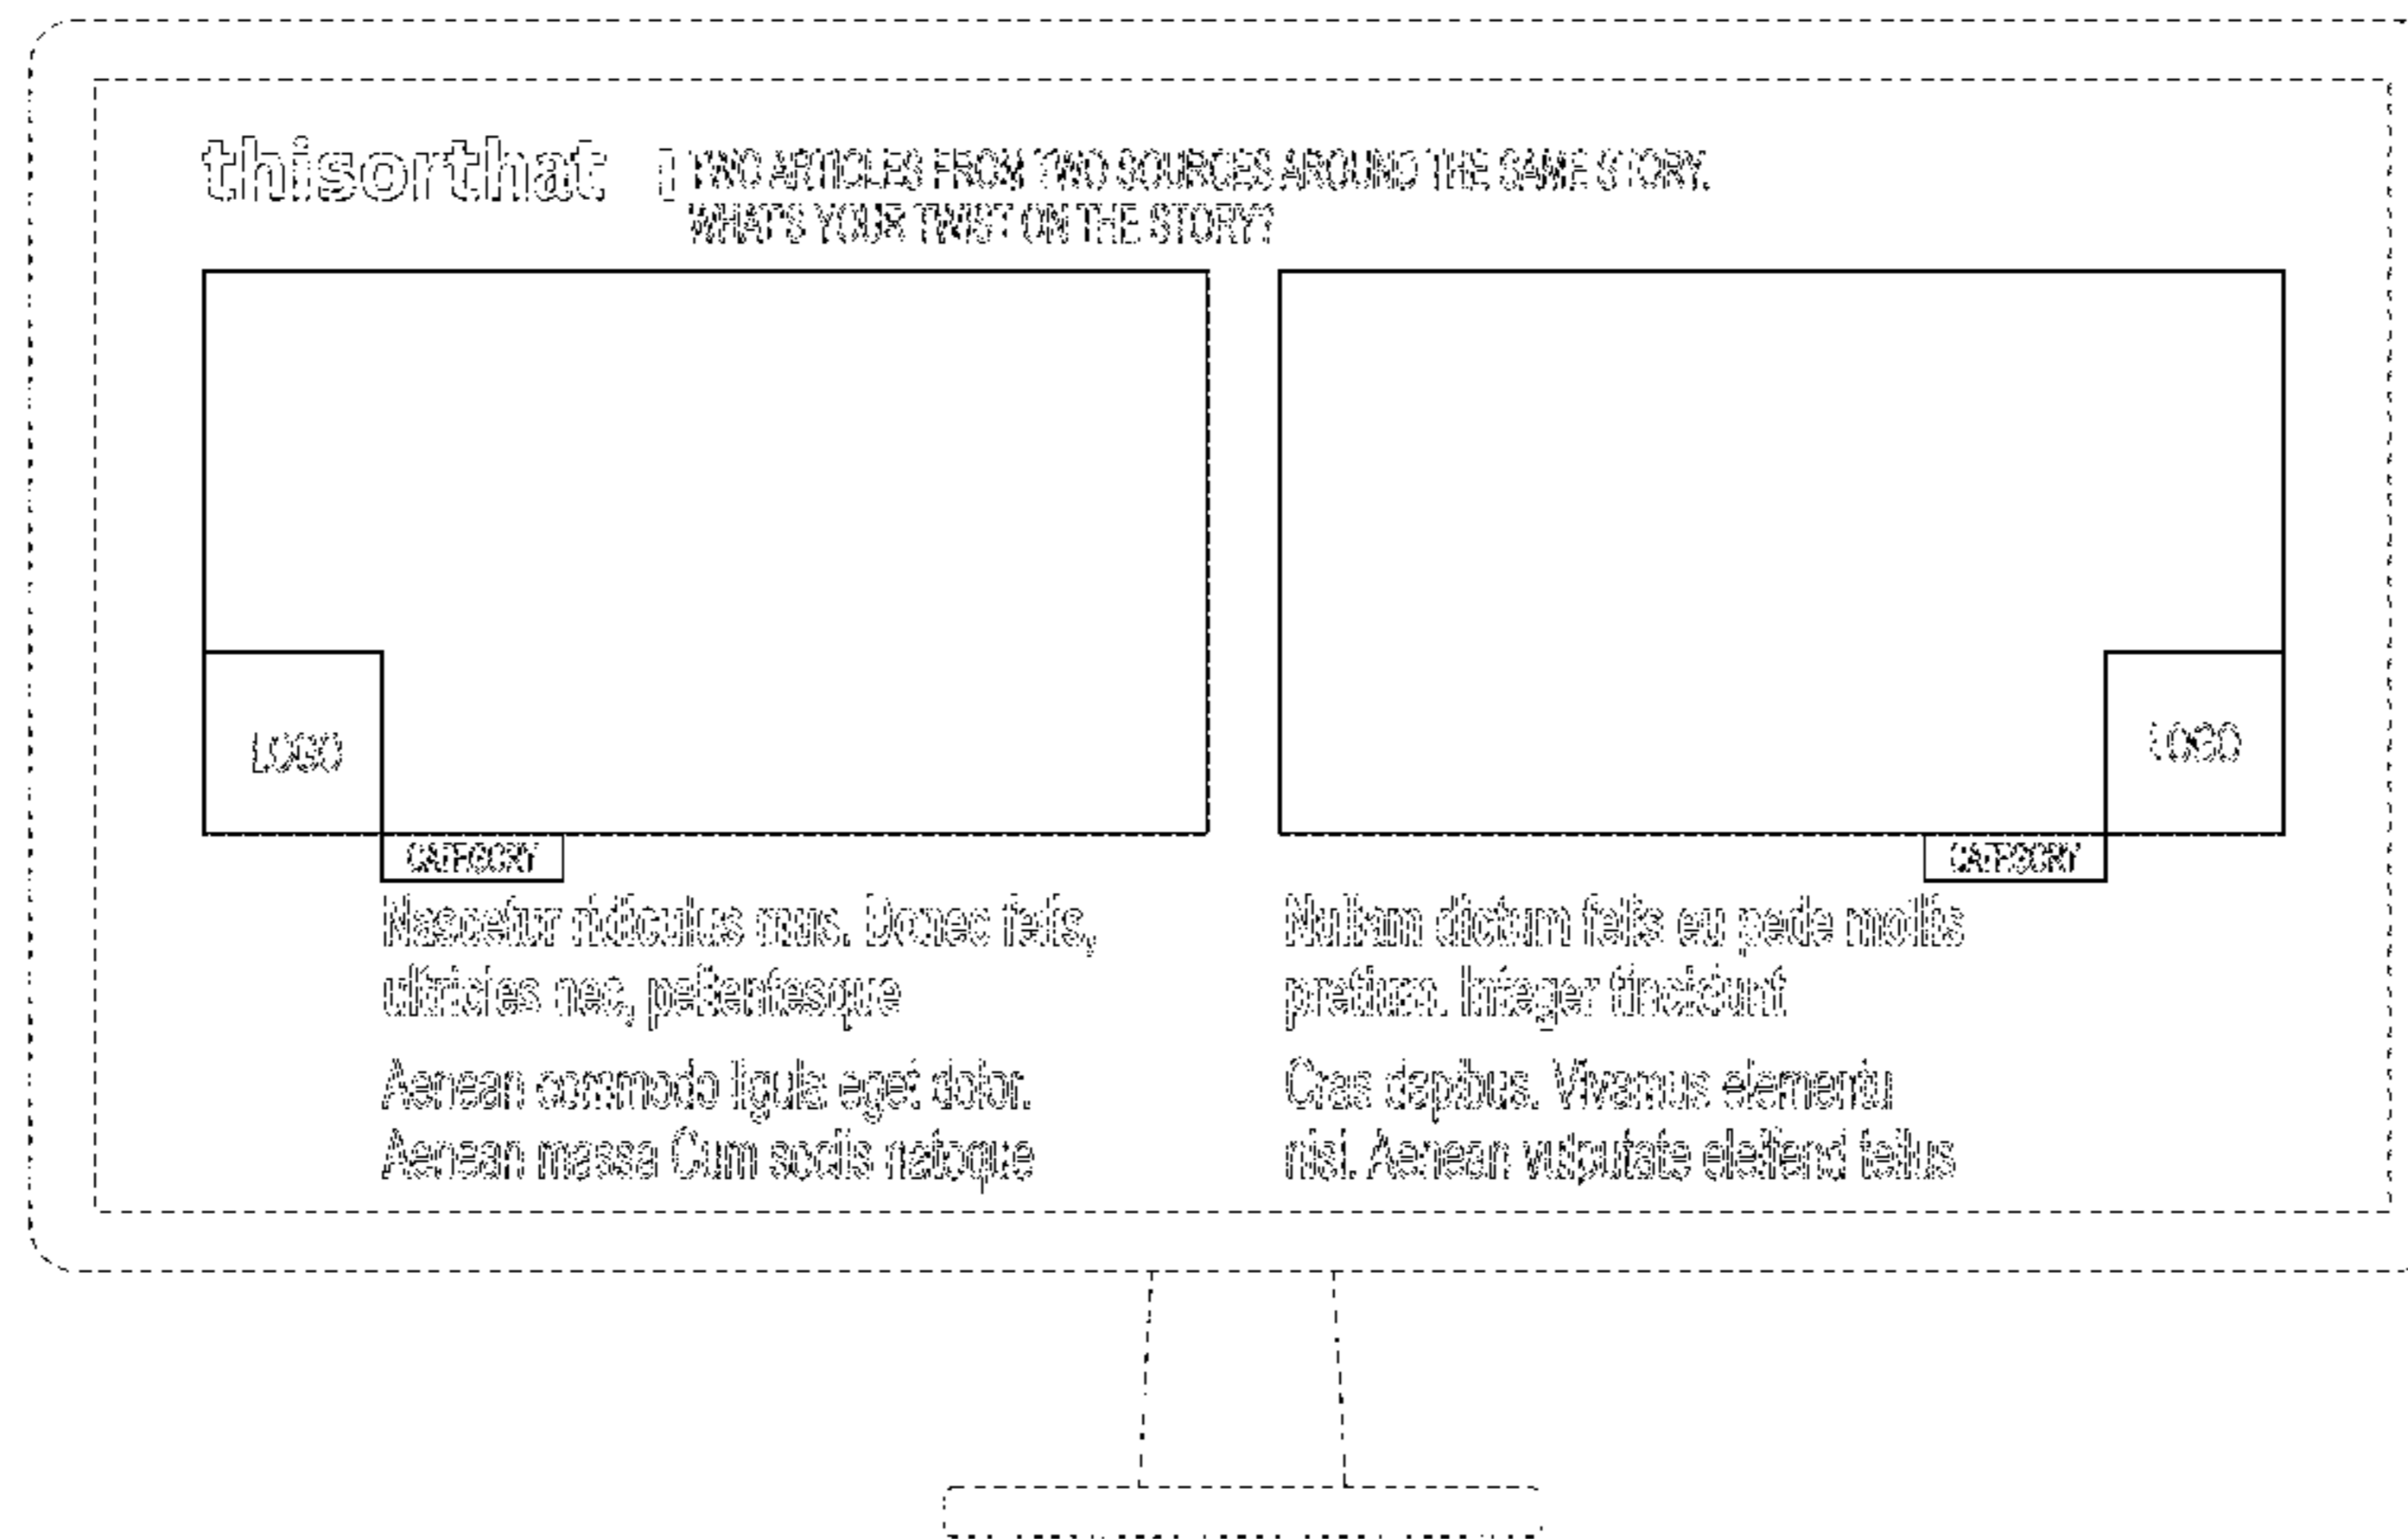 thisorthat
TWO ARTICLES FROM TWO SOURCES AROUND THE SAME STORY.
WHAT'S YOUR TWIST ON THE STORY?
LOGO
LOGO
CATEGORY
CATEGORY
Nascetur ridiculus mus. Donec felis,
ultricies nec, pellentesque
Aenean commodo ligula eget dolor.
Aenean massa Cum sociis natoque
Nullam dictum felis eu pede mollis
pretium. Integer tincidunt
Cras dapibus. Vivamus elementu
nisi. Aenean vulputate eleifend tellus